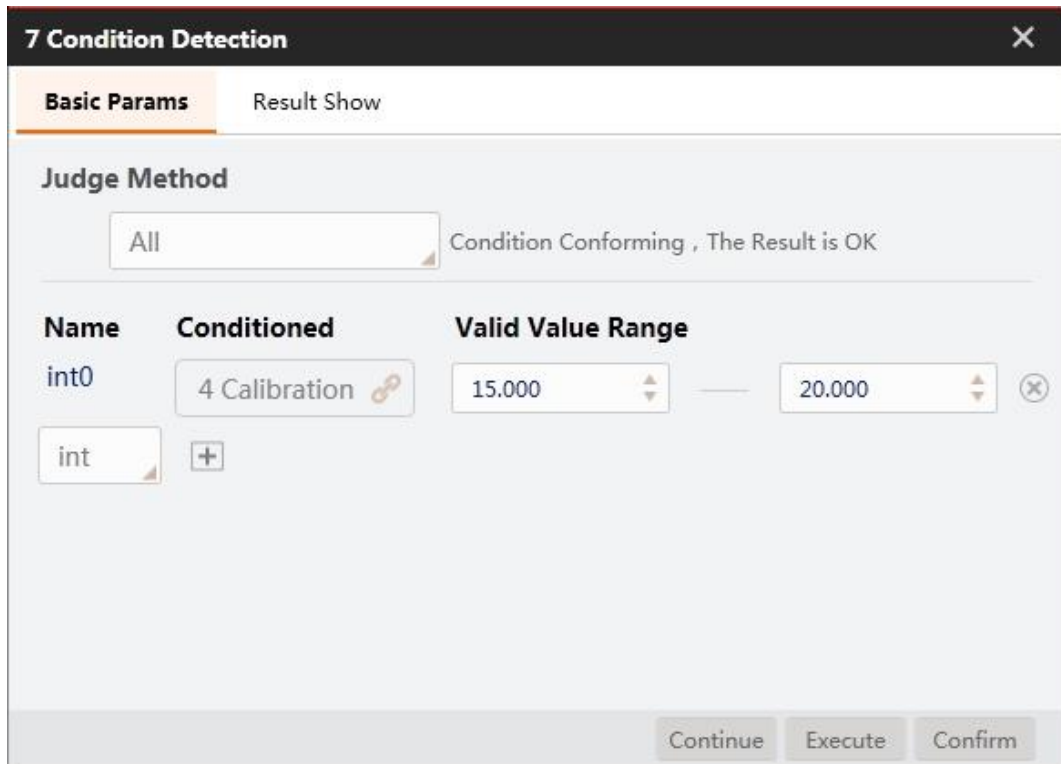 7 Condition Detection
Basic Params Result Show
Judge Method
All Condition Conforming , The Result is OK
Name Conditioned Valid Value Range
int0 4 Calibration 15.000 20.000
int
Continue Execute Confirm